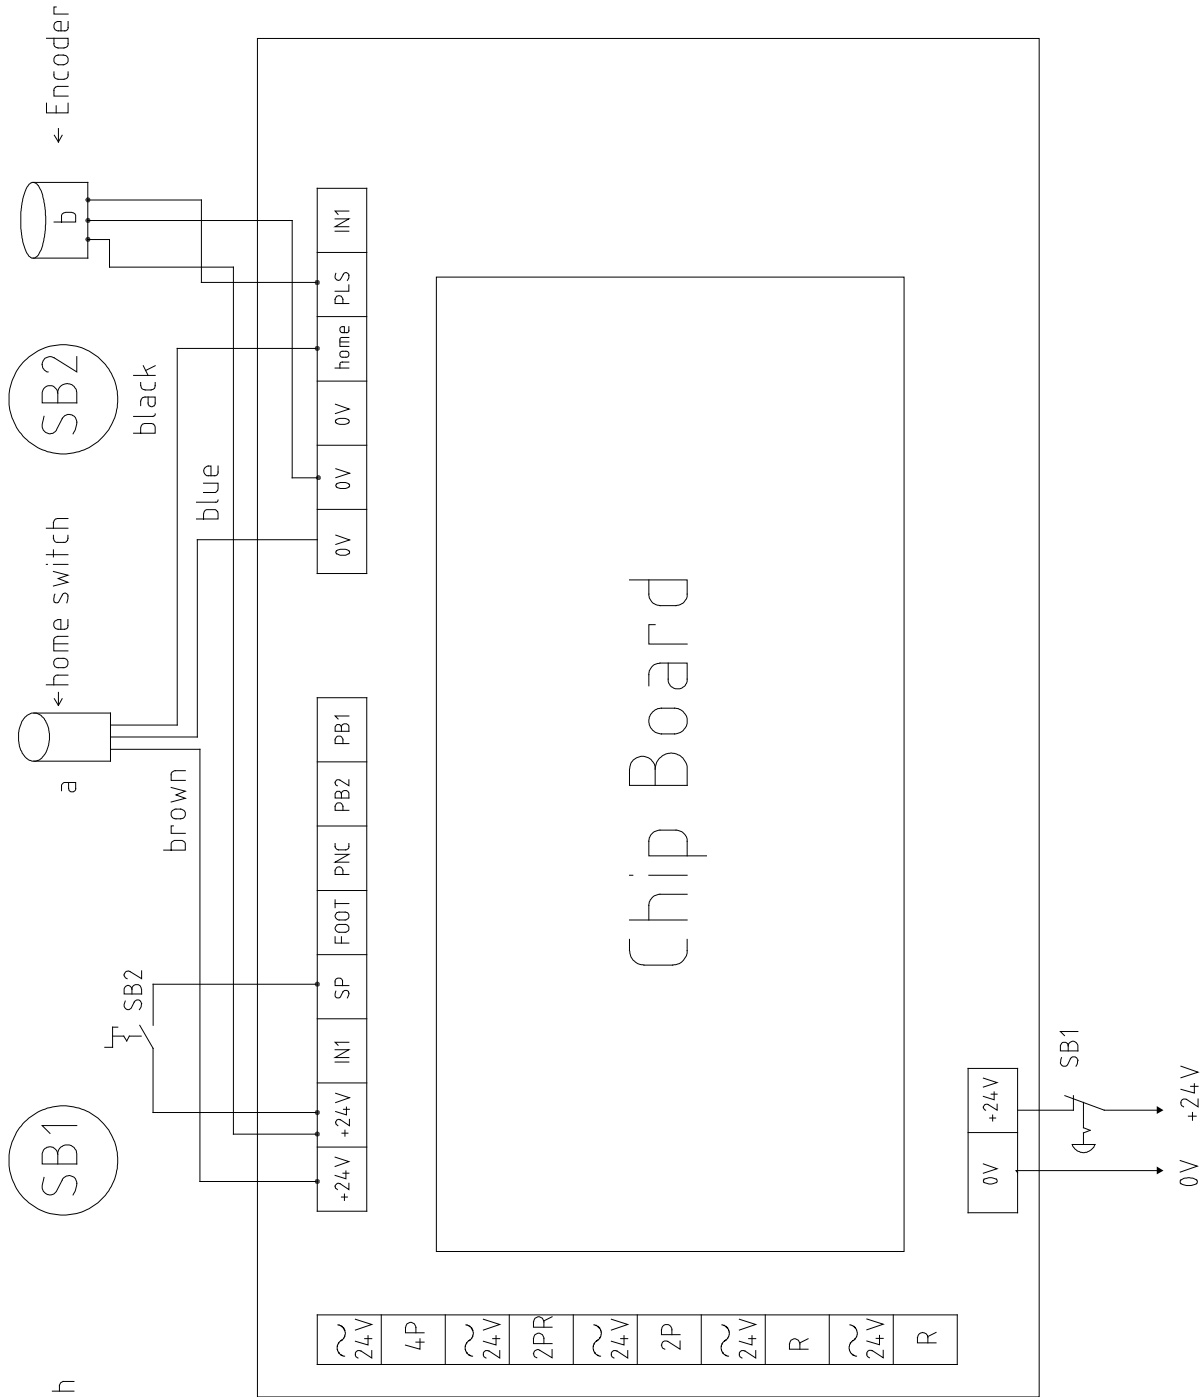 h
SB1
a
←home switch
SB2
b
← Encoder
SB2
black
brown
blue
+24V
+24V
IN1
SP
FOOT
PNC
PB2
PB1
0V
0V
0V
home
PLS
IN1
~
24V
4P
~
24V
2PR
~
24V
2P
~
24V
R
~
24V
R
Chip Board
0V
+24V
SB1
0V
+24V